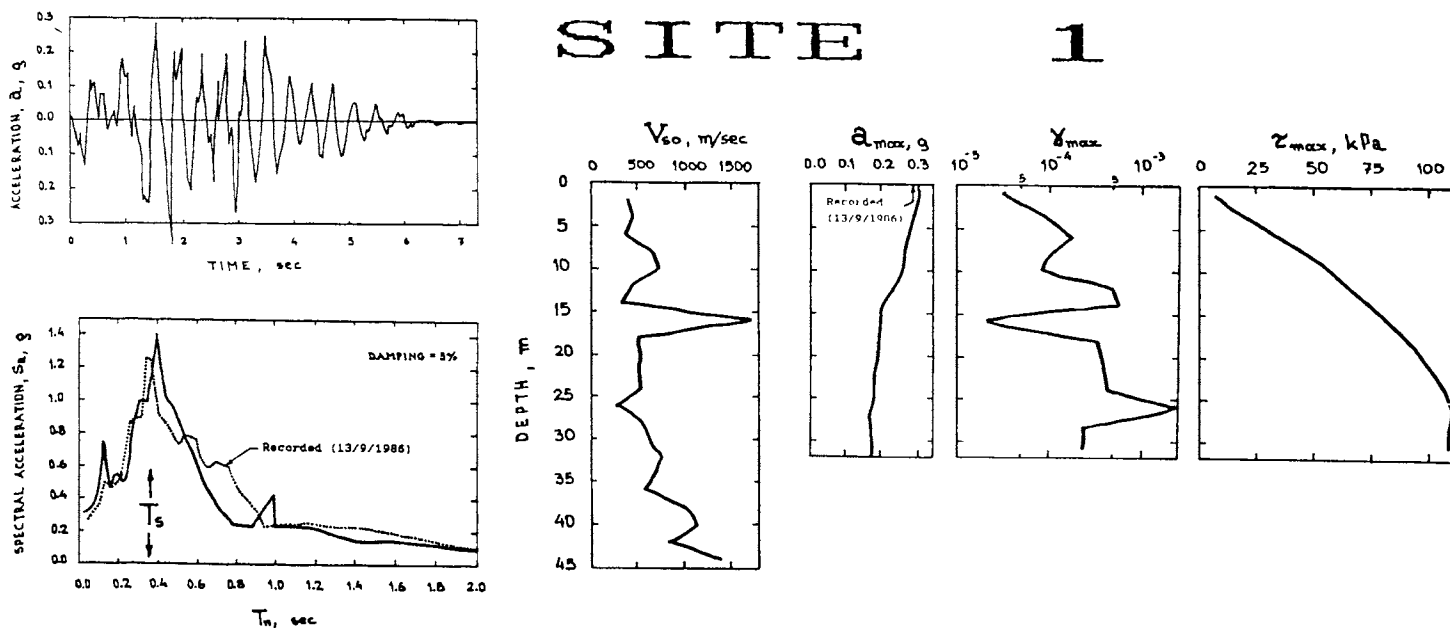 SITE 1
ACCELERATION, a, g
0.3
0.2
0.1
0.0
0.1
0.2
0.3
0 1 2 3 4 5 6 7
TIME, sec
SPECTRAL ACCELERATION, Sa, g
1.4
1.2
1.0
0.8
0.6
0.4
0.2
0.0
DAMPING = 5%
Recorded (13/9/1986)
Ts
0.0 0.2 0.4 0.6 0.8 1.0 1.2 1.4 1.6 1.8 2.0
Tn, sec
Vso, m/sec
0 500 1000 1500
DEPTH, m
0
5
10
15
20
25
30
35
40
45
amax, g
0.0 0.1 0.2 0.3
Recorded
(13/9/1986)
γmax
10-5 5 10-4 5 10-3
τmax, kPa
0 25 50 75 100